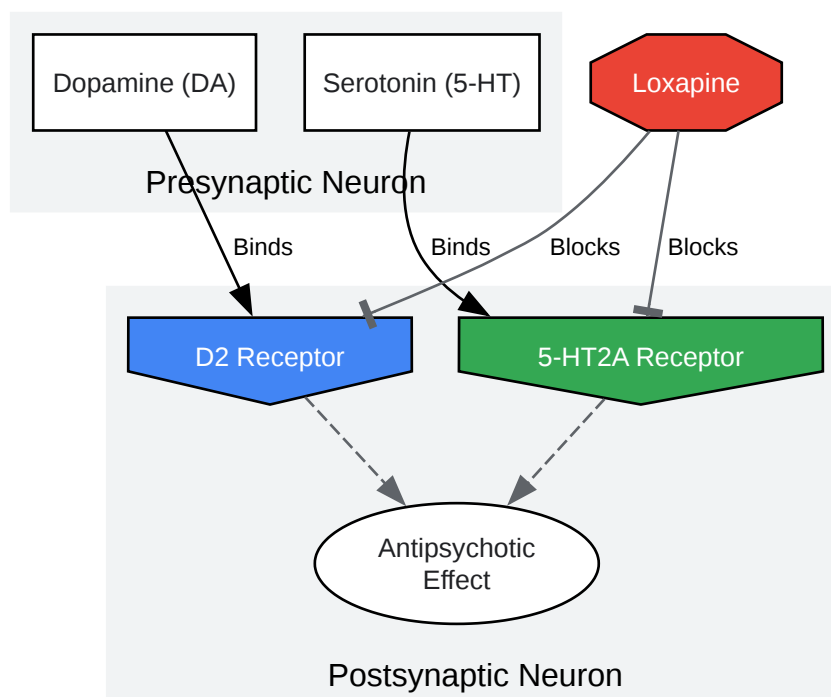 Dopamine (DA)
Serotonin (5-HT)
Loxapine
Presynaptic Neuron
Binds
Binds
Blocks
Blocks
D2 Receptor
5-HT2A Receptor
Antipsychotic
Effect
Postsynaptic Neuron